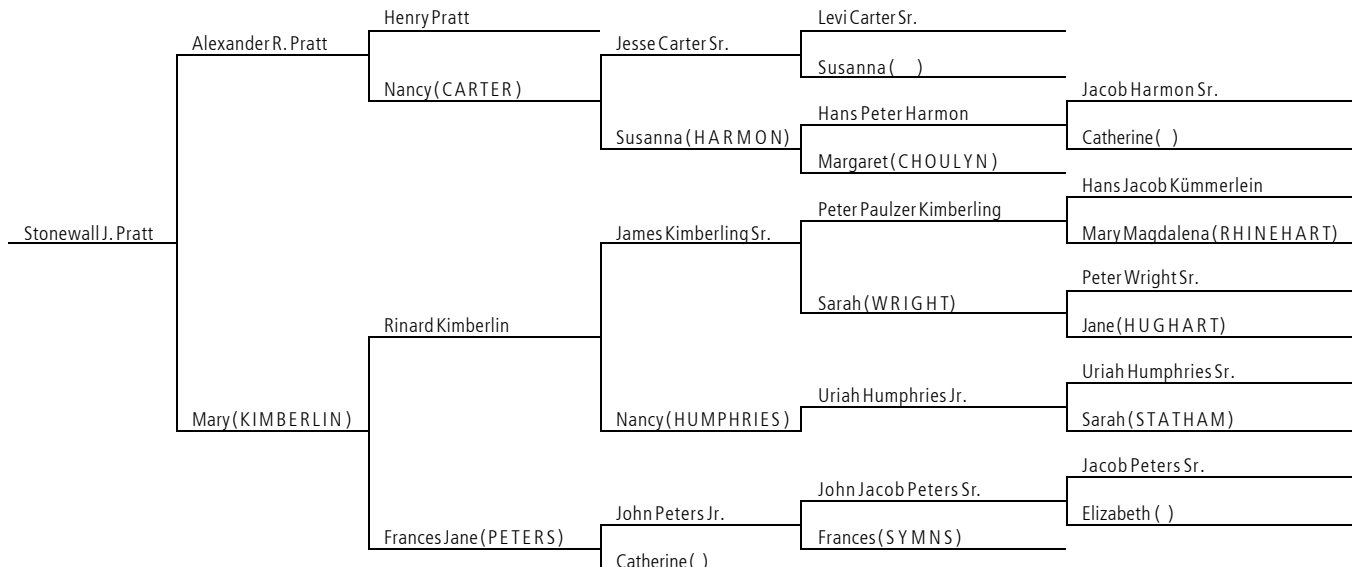 Henry Pratt
Levi Carter Sr.
Alexander R. Pratt
Jesse Carter Sr.
Susanna ( )
Nancy (CARTER)
Jacob Harmon Sr.
Hans Peter Harmon
Susanna (HARMON)
Catherine ( )
Margaret (CHOULYN)
Hans Jacob Kümmerlein
Peter Paulzer Kimberling
Stonewall J. Pratt
James Kimberling Sr.
Mary Magdalena (RHINEHART)
Peter Wright Sr.
Sarah (WRIGHT)
Rinard Kimberlin
Jane (HUGHART)
Uriah Humphries Sr.
Uriah Humphries Jr.
Mary (KIMBERLIN)
Nancy (HUMPHRIES)
Sarah (STATHAM)
Jacob Peters Sr.
John Jacob Peters Sr.
John Peters Jr.
Elizabeth ( )
Frances Jane (PETERS)
Frances (SYMNS)
Catherine ( )